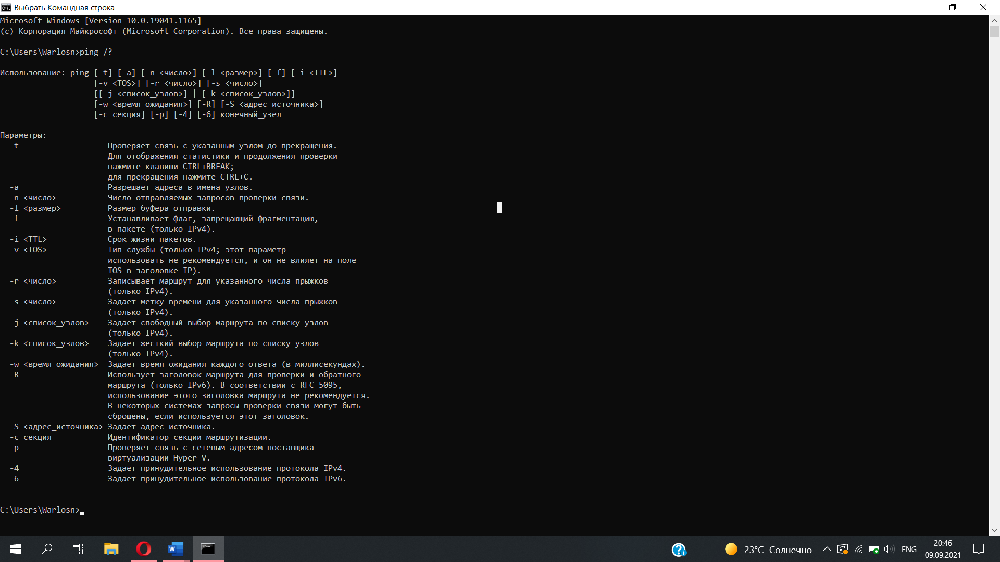 Выбрать Командная строка
Microsoft Windows [Version 10.0.19041.1165]
(c) Корпорация Майкрософт (Microsoft Corporation). Все права защищены.
C:\Users\Warlosn>ping /?
Использование: ping [-t] [-a] [-n <число>] [-l <размер>] [-f] [-i <TTL>]
[-v <TOS>] [-r <число>] [-s <число>]
[[-j <список_узлов>] | [-k <список_узлов>]]
[-w <время_ожидания>] [-R] [-S <адрес_источника>]
[-c секция] [-p] [-4] [-6] конечный_узел
Параметры:
-t Проверяет связь с указанным узлом до прекращения.
Для отображения статистики и продолжения проверки
нажмите клавиши CTRL+BREAK;
для прекращения нажмите CTRL+C.
-a Разрешает адреса в имена узлов.
-n <число> Число отправляемых запросов проверки связи.
-l <размер> Размер буфера отправки.
-f Устанавливает флаг, запрещающий фрагментацию,
в пакете (только IPv4).
-i <TTL> Срок жизни пакетов.
-v <TOS> Тип службы (только IPv4; этот параметр
использовать не рекомендуется, и он не влияет на поле
TOS в заголовке IP).
-r <число> Записывает маршрут для указанного числа прыжков
(только IPv4).
-s <число> Задает метку времени для указанного числа прыжков
(только IPv4).
-j <список_узлов> Задает свободный выбор маршрута по списку узлов
(только IPv4).
-k <список_узлов> Задает жесткий выбор маршрута по списку узлов
(только IPv4).
-w <время_ожидания> Задает время ожидания каждого ответа (в миллисекундах).
-R Использует заголовок маршрута для проверки и обратного
маршрута (только IPv6). В соответствии с RFC 5095,
использование этого заголовка маршрута не рекомендуется.
В некоторых системах запросы проверки связи могут быть
сброшены, если используется этот заголовок.
-S <адрес_источника> Задает адрес источника.
-c секция Идентификатор секции маршрутизации.
-p Проверяет связь с сетевым адресом поставщика
виртуализации Hyper-V.
-4 Задает принудительное использование протокола IPv4.
-6 Задает принудительное использование протокола IPv6.
C:\Users\Warlosn>
23°C Солнечно
ENG
20:46
09.09.2021